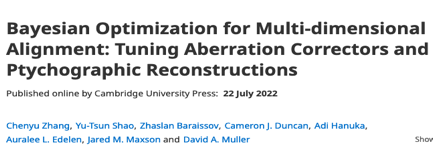 Bayesian Optimization for Multi-dimensional
Alignment: Tuning Aberration Correctors and
Ptychographic Reconstructions
Published online by Cambridge University Press: 22 July 2022
Chenyu Zhang, Yu-Tsun Shao, Zhaslan Baraissov, Cameron J. Duncan, Adi Hanuka,
Auralee L. Edelen, Jared M. Maxson and David A. Muller
Show